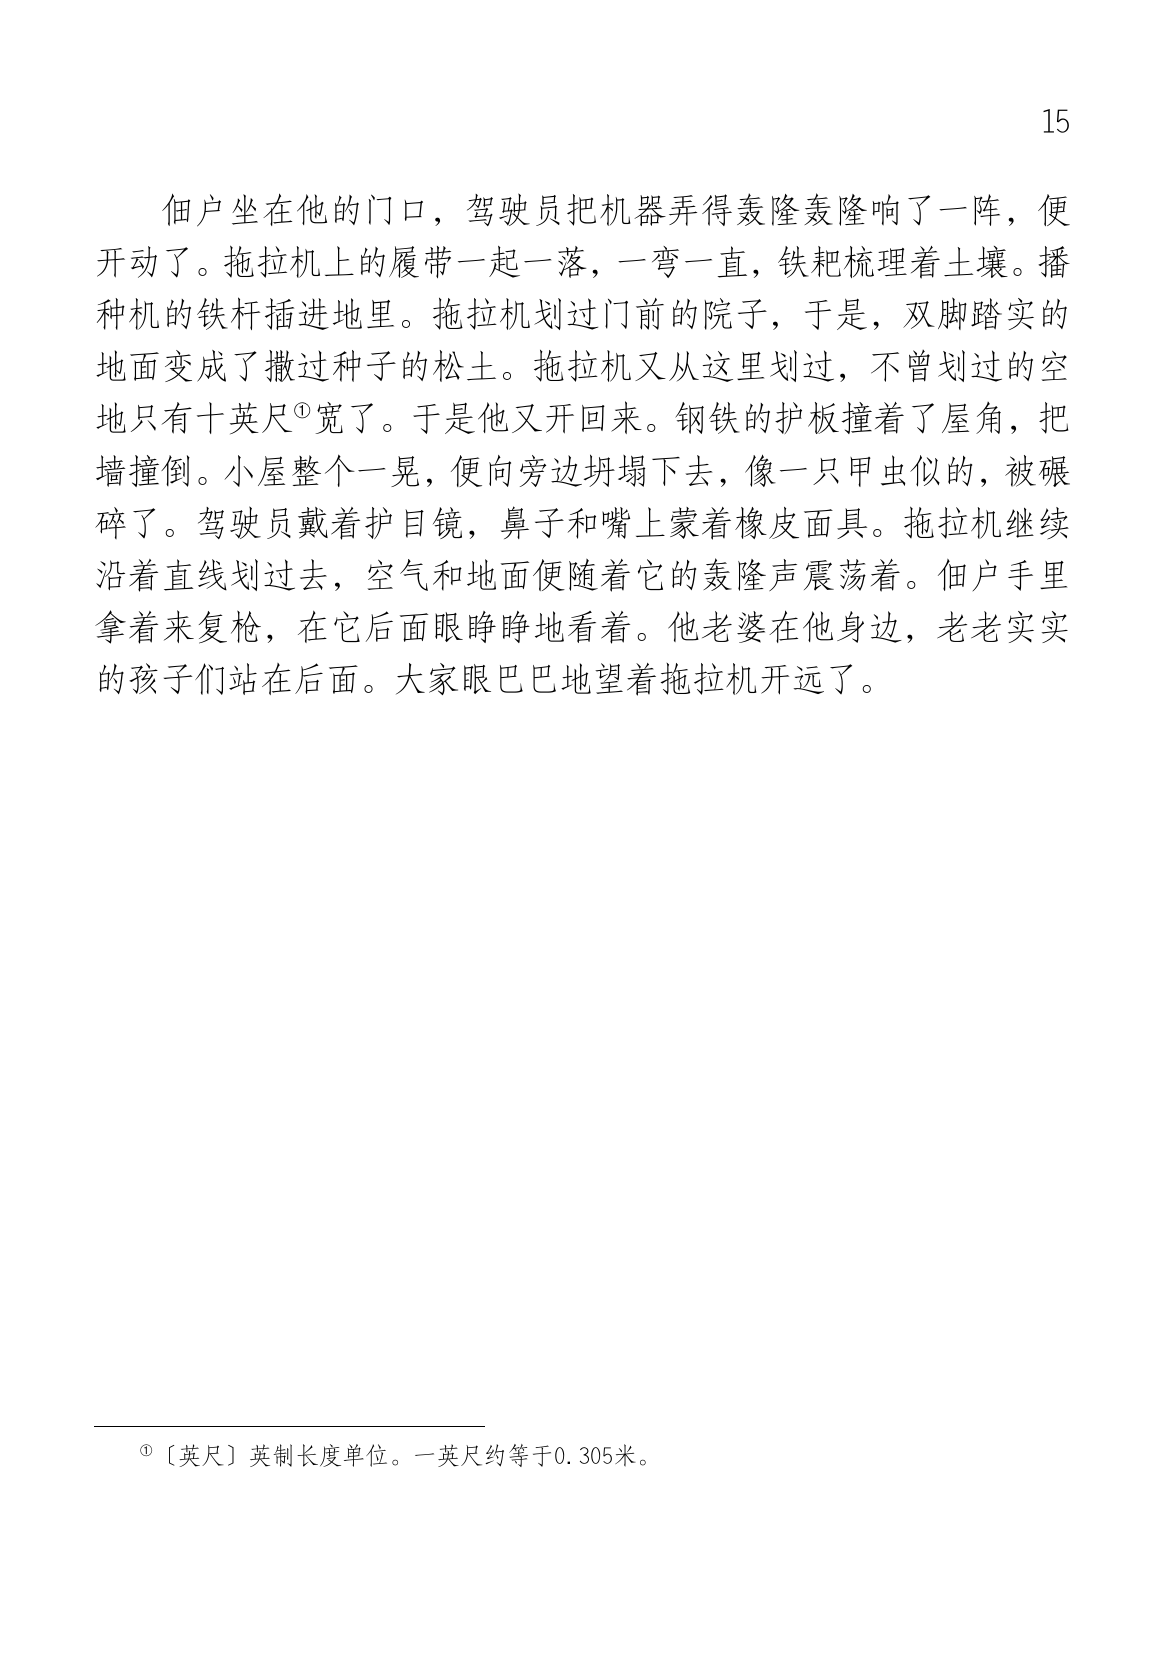 15
佃户坐在他的门口，驾驶员把机器弄得轰隆轰隆响了一阵，便
开动了。拖拉机上的履带一起一落，一弯一直，铁耙梳理着土壤。播
种机的铁杆插进地里。拖拉机划过门前的院子，于是，双脚踏实的
地面变成了撒过种子的松土。拖拉机又从这里划过，不曾划过的空
地只有十英尺①宽了。于是他又开回来。钢铁的护板撞着了屋角，把
墙撞倒。小屋整个一晃，便向旁边坍塌下去，像一只甲虫似的，被碾
碎了。驾驶员戴着护目镜，鼻子和嘴上蒙着橡皮面具。拖拉机继续
沿着直线划过去，空气和地面便随着它的轰隆声震荡着。佃户手里
拿着来复枪，在它后面眼睁睁地看着。他老婆在他身边，老老实实
的孩子们站在后面。大家眼巴巴地望着拖拉机开远了。
①〔英尺〕英制长度单位。一英尺约等于0.305米。